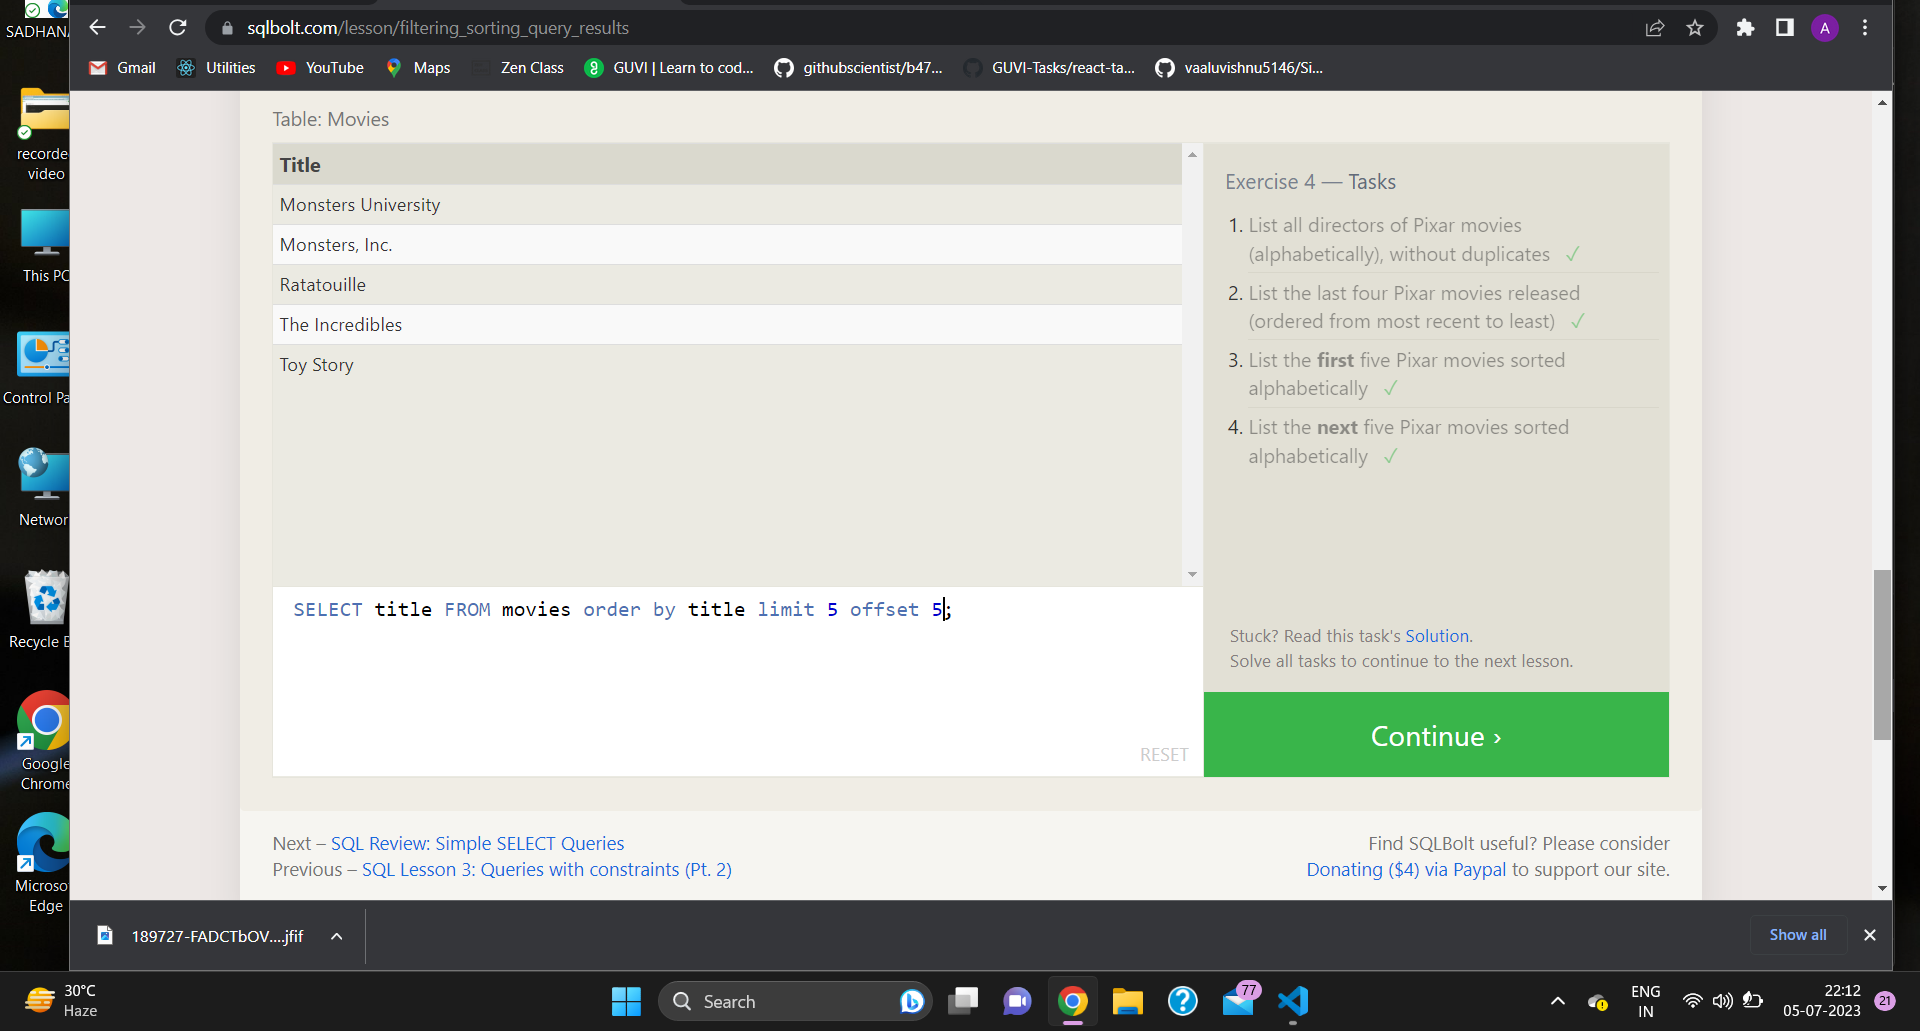 SADHANA
sqlbolt.com/lesson/filtering_sorting_query_results
A
Gmail
Utilities
YouTube
Maps
Zen Class
GUVI | Learn to cod...
githubscientist/b47...
GUVI-Tasks/react-ta...
vaaluvishnu5146/Si...
recorde
video
This PC
Control Pa
Networ
Recycle B
Google
Chrome
Microso
Edge
Table: Movies
Title
Monsters University
Monsters, Inc.
Ratatouille
The Incredibles
Toy Story
SELECT title FROM movies order by title limit 5 offset 5;
RESET
Exercise 4 — Tasks
1. List all directors of Pixar movies
(alphabetically), without duplicates ✓
2. List the last four Pixar movies released
(ordered from most recent to least) ✓
3. List the first five Pixar movies sorted
alphabetically ✓
4. List the next five Pixar movies sorted
alphabetically ✓
Stuck? Read this task's Solution.
Solve all tasks to continue to the next lesson.
Continue ›
Next – SQL Review: Simple SELECT Queries
Previous – SQL Lesson 3: Queries with constraints (Pt. 2)
Find SQLBolt useful? Please consider
Donating ($4) via Paypal to support our site.
189727-FADCTbOV....jfif
Show all
30°C
Haze
Search
77
ENG
IN
22:12
05-07-2023
21